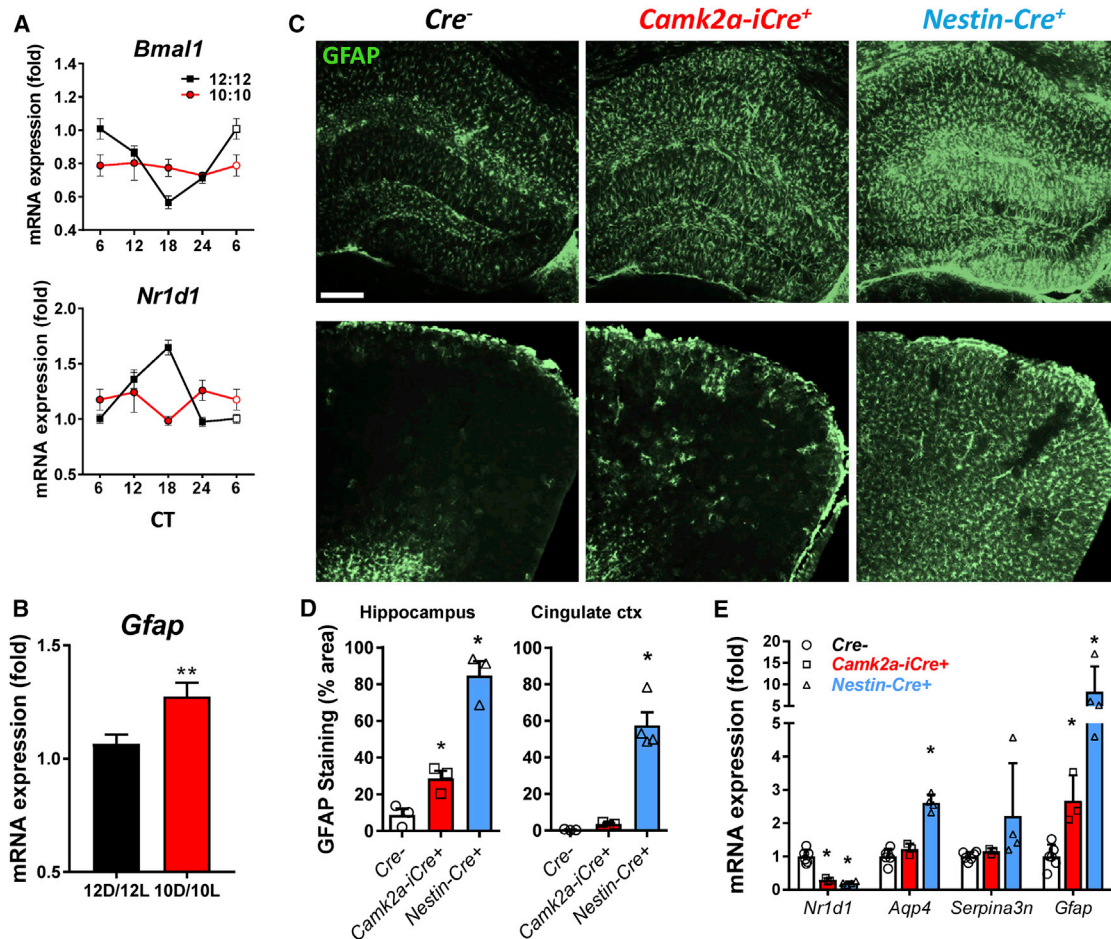 A
Bmal1
mRNA expression (fold)
1.4
1.2
1.0
0.8
0.6
0.4
12:12
10:10
6 12 18 24 6
Nr1d1
mRNA expression (fold)
2.0
1.5
1.0
0.5
6 12 18 24 6
CT
B
Gfap
mRNA expression (fold)
1.5
1.0
0.5
**
12D/12L 10D/10L
C
Cre- Camk2a-iCre+ Nestin-Cre+
GFAP
D
Hippocampus Cingulate ctx
GFAP Staining (% area)
100
80
60
40
20
0
* *
Cre- Camk2a-iCre+ Nestin-Cre+
100
80
60
40
20
0
*
Cre- Camk2a-iCre+ Nestin-Cre+
E
mRNA expression (fold)
20
15
10
5
5
4
3
2
1
0
Cre-
Camk2a-iCre+
Nestin-Cre+
* * * * *
Nr1d1 Aqp4 Serpina3n Gfap